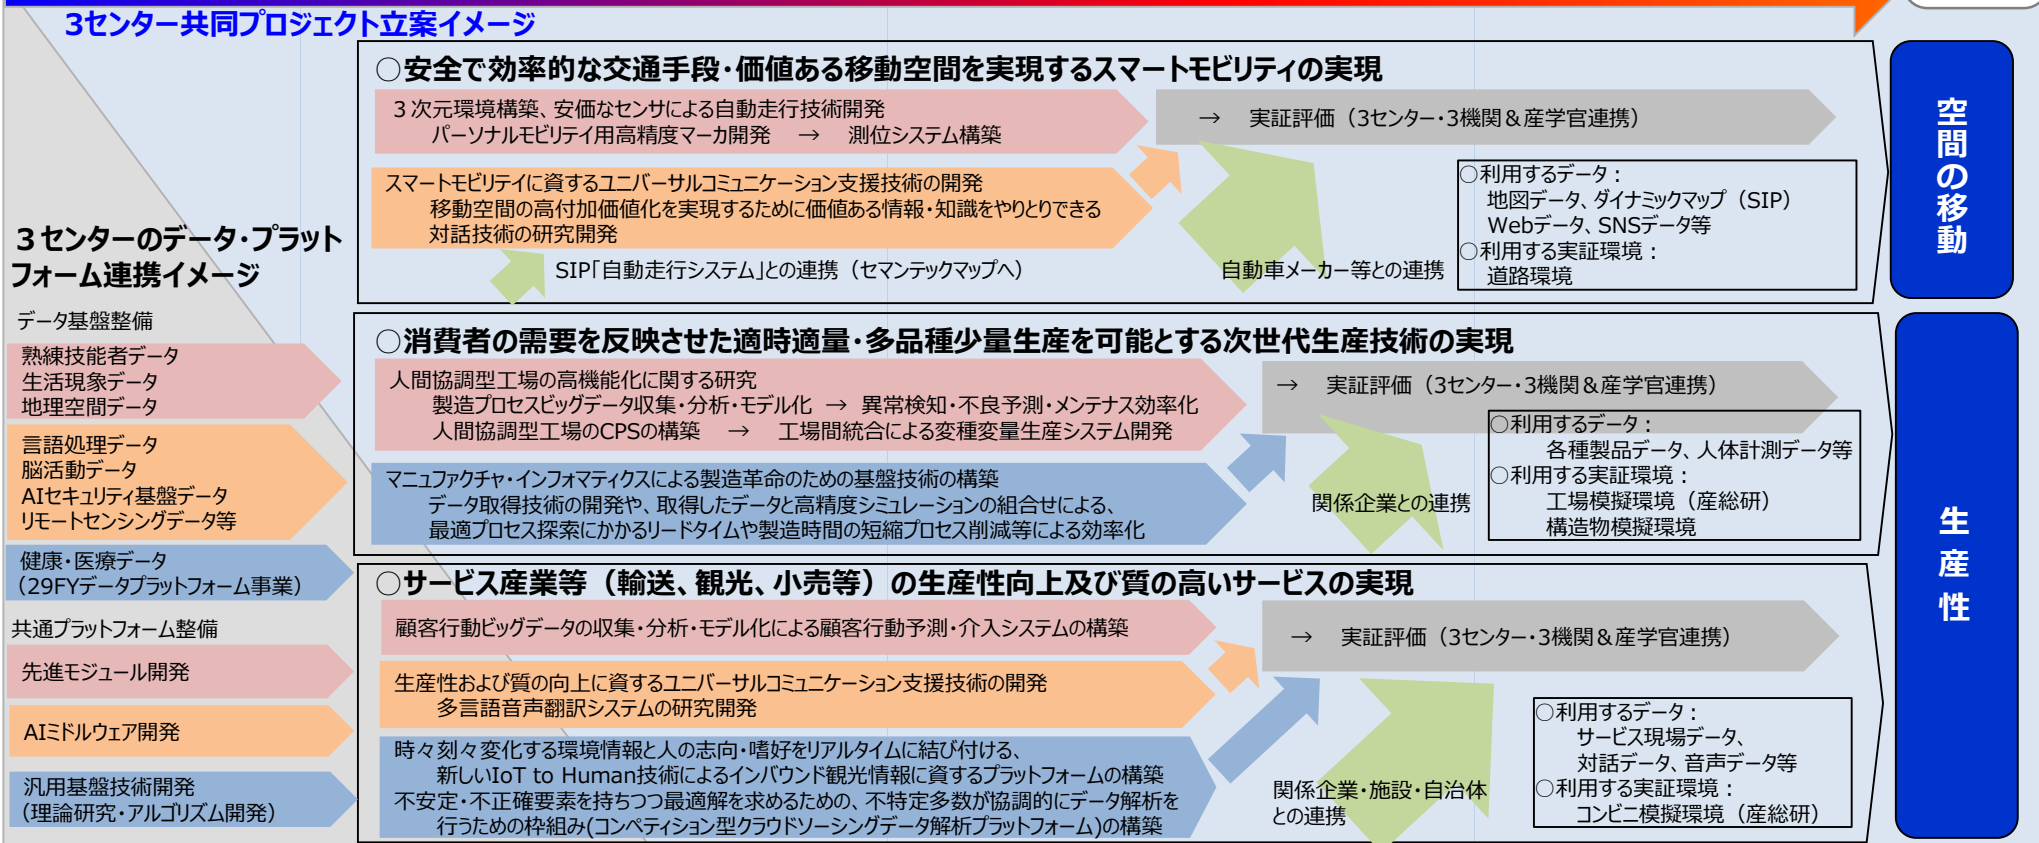 3センター共同プロジェクト立案イメージ
○安全で効率的な交通手段・価値ある移動空間を実現するスマートモビリティの実現
３次元環境構築、安価なセンサによる自動走行技術開発
パーソナルモビリテイ用高精度マーカ開発　→　測位システム構築
→　実証評価（3センター・3機関＆産学官連携）
スマートモビリテイに資するユニバーサルコミュニケーション支援技術の開発
移動空間の高付加価値化を実現するために価値ある情報・知識をやりとりできる
対話技術の研究開発
SIP「自動走行システム」との連携（セマンテックマップへ）
自動車メーカー等との連携
○利用するデータ：
地図データ、ダイナミックマップ（SIP）
Webデータ、SNSデータ等
○利用する実証環境：
道路環境
空間の移動
３センターのデータ・プラット
フォーム連携イメージ
データ基盤整備
熟練技能者データ
生活現象データ
地理空間データ
言語処理データ
脳活動データ
AIセキュリティ基盤データ
リモートセンシングデータ等
健康・医療データ
（29FYデータプラットフォーム事業）
共通プラットフォーム整備
先進モジュール開発
AIミドルウェア開発
汎用基盤技術開発
（理論研究・アルゴリズム開発）
○消費者の需要を反映させた適時適量・多品種少量生産を可能とする次世代生産技術の実現
人間協調型工場の高機能化に関する研究
製造プロセスビッグデータ収集・分析・モデル化 → 異常検知・不良予測・メンテナス効率化
人間協調型工場のCPSの構築　→　工場間統合による変種変量生産システム開発
→　実証評価（3センター・3機関＆産学官連携）
マニュファクチャ・インフォマティクスによる製造革命のための基盤技術の構築
データ取得技術の開発や、取得したデータと高精度シミュレーションの組合せによる、
最適プロセス探索にかかるリードタイムや製造時間の短縮プロセス削減等による効率化
関係企業との連携
○利用するデータ：
各種製品データ、人体計測データ等
○利用する実証環境：
工場模擬環境（産総研）
構造物模擬環境
生産性
○サービス産業等（輸送、観光、小売等）の生産性向上及び質の高いサービスの実現
顧客行動ビッグデータの収集・分析・モデル化による顧客行動予測・介入システムの構築
→　実証評価（3センター・3機関＆産学官連携）
生産性および質の向上に資するユニバーサルコミュニケーション支援技術の開発
多言語音声翻訳システムの研究開発
時々刻々変化する環境情報と人の志向・嗜好をリアルタイムに結び付ける、
新しいIoT to Human技術によるインバウンド観光情報に資するプラットフォームの構築
不安定・不正確要素を持ちつつ最適解を求めるための、不特定多数が協調的にデータ解析を
行うための枠組み(コンペティション型クラウドソーシングデータ解析プラットフォーム)の構築
関係企業・施設・自治体
との連携
○利用するデータ：
サービス現場データ、
対話データ、音声データ等
○利用する実証環境：
コンビニ模擬環境（産総研）